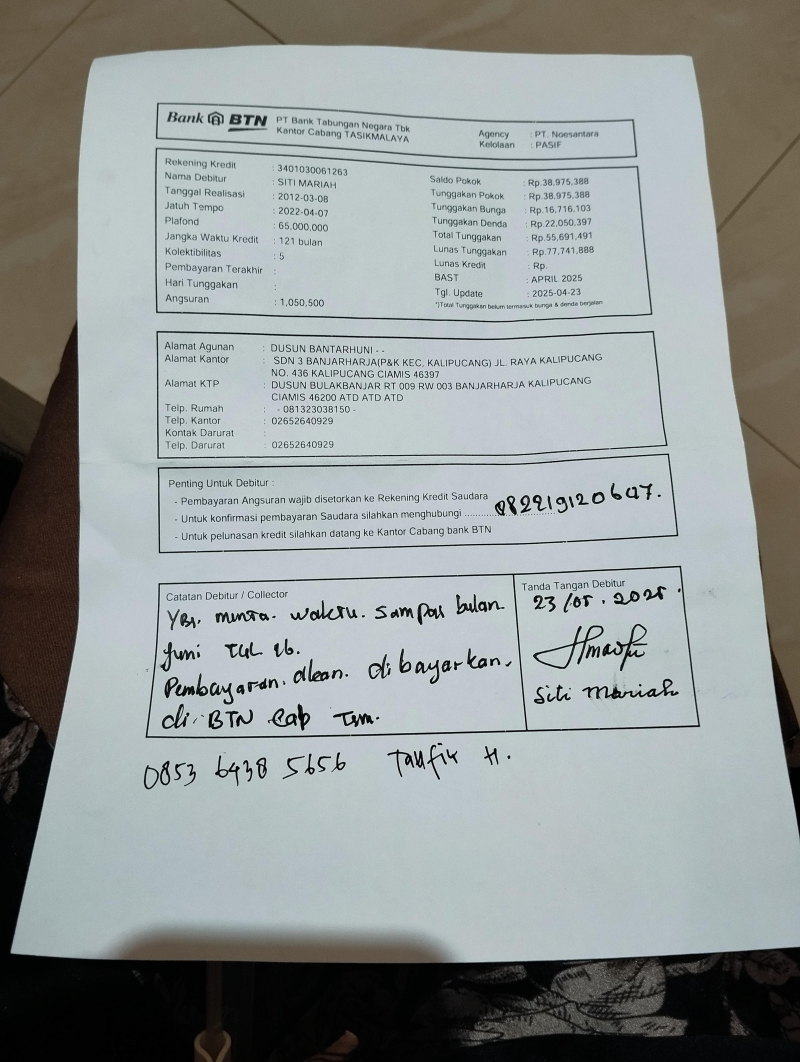 Bank BTN PT Bank Tabungan Negara Tbk
Kantor Cabang TASIKMALAYA
Agency : PT. Noesantara
Kelolaan : PASIF
Rekening Kredit : 3401030061263
Nama Debitur : SITI MARIAH
Tanggal Realisasi : 2012-03-08
Jatuh Tempo : 2022-04-07
Plafond : 65,000,000
Jangka Waktu Kredit : 121 bulan
Kolektibilitas : 5
Pembayaran Terakhir :
Hari Tunggakan :
Angsuran : 1,050,500
Saldo Pokok : Rp.38,975,388
Tunggakan Pokok : Rp.38,975,388
Tunggakan Bunga : Rp.16,716,103
Tunggakan Denda : Rp.22,050,397
Total Tunggakan : Rp.55,691,491
Lunas Tunggakan : Rp.77,741,888
Lunas Kredit : Rp.
BAST : APRIL 2025
Tgl. Update : 2025-04-23
*)Total Tunggakan belum termasuk bunga & denda berjalan
Alamat Agunan : DUSUN BANTARHUNI - -
Alamat Kantor : SDN 3 BANJARHARJA(P&K KEC, KALIPUCANG) JL. RAYA KALIPUCANG
NO. 436 KALIPUCANG CIAMIS 46397
Alamat KTP : DUSUN BULAKBANJAR RT 009 RW 003 BANJARHARJA KALIPUCANG
CIAMIS 46200 ATD ATD ATD
Telp. Rumah : - 081323038150 -
Telp. Kantor : 02652640929
Kontak Darurat :
Telp. Darurat : 02652640929
Penting Untuk Debitur :
- Pembayaran Angsuran wajib disetorkan ke Rekening Kredit Saudara
- Untuk konfirmasi pembayaran Saudara silahkan menghubungi ..............
- Untuk pelunasan kredit silahkan datang ke Kantor Cabang bank BTN
Catatan Debitur / Collector
minta. waktu. sampai bulan
Juni TGL 26.
Pembayaran. akan. dibayarkan.
di. BTN Cab
Tanda Tangan Debitur
23/05.2025.
Siti Mariah
0853 6438 5656 Taufik H.